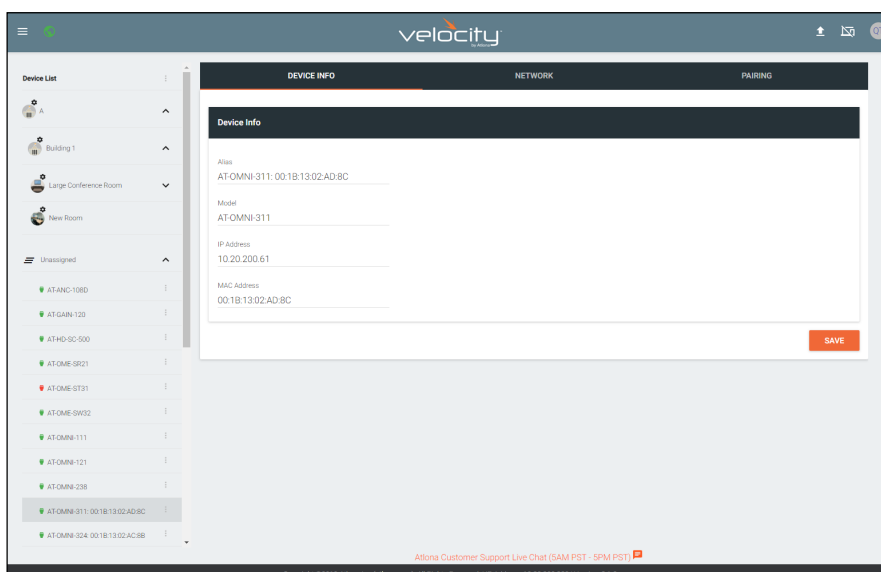 velocity
by Atlona
QT
Device List
A
Building 1
Large Conference Room
New Room
Unassigned
AT-ANC-108D
AT-GAIN-120
AT-HD-SC-500
AT-OME-SR21
AT-OME-ST31
AT-OME-SW32
AT-OMNI-111
AT-OMNI-121
AT-OMNI-238
AT-OMNI-311: 00:1B:13:02:AD:8C
AT-OMNI-324: 00:1B:13:02:AC:8B
DEVICE INFO
NETWORK
PAIRING
Device Info
Alias
AT-OMNI-311: 00:1B:13:02:AD:8C
Model
AT-OMNI-311
IP Address
10.20.200.61
MAC Address
00:1B:13:02:AD:8C
SAVE
Atlona Customer Support Live Chat (5AM PST - 5PM PST)